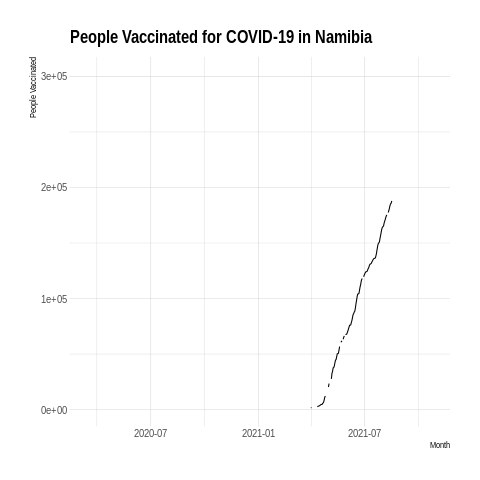 People Vaccinated for COVID-19 in Namibia
People Vaccinated
3e+05
2e+05
1e+05
0e+00
2020-07
2021-01
2021-07
Month